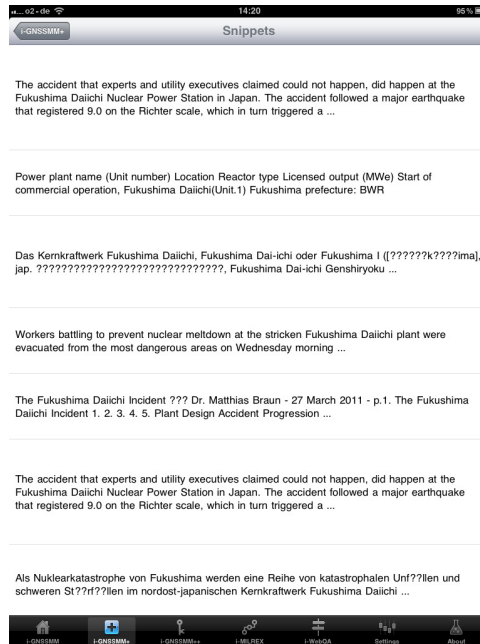 ...o2-de 14:20 95%
i-GNSSMM+ Snippets
The accident that experts and utility executives claimed could not happen, did happen at the
Fukushima Daiichi Nuclear Power Station in Japan. The accident followed a major earthquake
that registered 9.0 on the Richter scale, which in turn triggered a ...
Power plant name (Unit number) Location Reactor type Licensed output (MWe) Start of
commercial operation, Fukushima Daiichi(Unit.1) Fukushima prefecture: BWR
Das Kernkraftwerk Fukushima Daiichi, Fukushima Dai-ichi oder Fukushima I ([??????k????ima],
jap. ??????????????????????????????, Fukushima Dai-ichi Genshiryoku ...
Workers battling to prevent nuclear meltdown at the stricken Fukushima Daiichi plant were
evacuated from the most dangerous areas on Wednesday morning ...
The Fukushima Daiichi Incident ??? Dr. Matthias Braun - 27 March 2011 - p.1. The Fukushima
Daiichi Incident 1. 2. 3. 4. 5. Plant Design Accident Progression ...
The accident that experts and utility executives claimed could not happen, did happen at the
Fukushima Daiichi Nuclear Power Station in Japan. The accident followed a major earthquake
that registered 9.0 on the Richter scale, which in turn triggered a ...
Als Nuklearkatastrophe von Fukushima werden eine Reihe von katastrophalen Unf??llen und
schweren St??rf??llen im nordost-japanischen Kernkraftwerk Fukushima Daiichi ...
i-GNSSMM i-GNSSMM+ i-GNSSMM++ i-MILREX i-WebQA Settings About